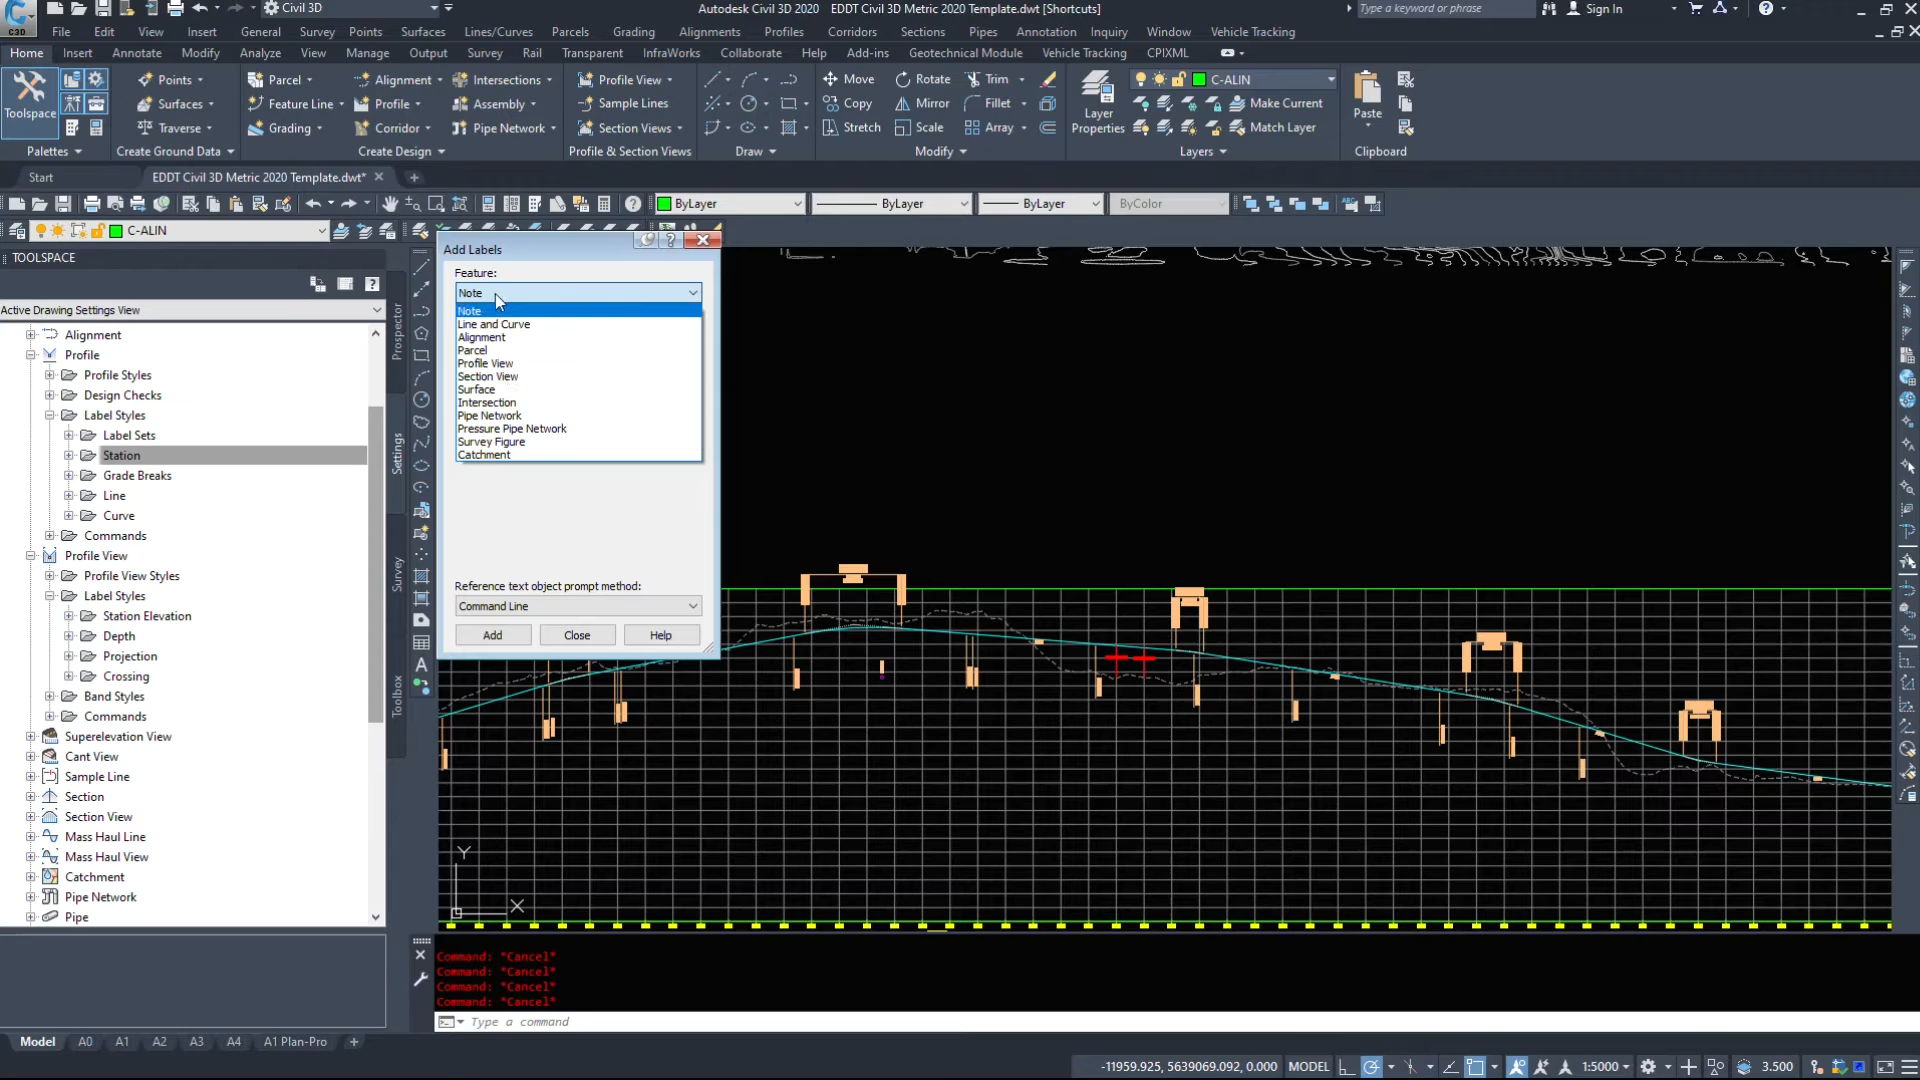 Civil 3D
Autodesk Civil 3D 2020 EDDT Civil 3D Metric 2020 Template.dwt [Shortcuts]
Type a keyword or phrase
Sign In
C3D
File Edit View Insert General Survey Points Surfaces Lines/Curves Parcels Grading Alignments Profiles Corridors Sections Pipes Annotation Inquiry Window Vehicle Tracking
Home Insert Annotate Modify Analyze View Manage Output Survey Rail Transparent InfraWorks Collaborate Help Add-ins Geotechnical Module Vehicle Tracking CPIXML
Points Parcel Alignment Intersections Profile View Move Rotate Trim C-ALIN
Toolspace Surfaces Feature Line Profile Assembly Sample Lines Copy Mirror Fillet Layer Properties Make Current Paste
Traverse Grading Corridor Pipe Network Section Views Stretch Scale Array Match Layer
Palettes Create Ground Data Create Design Profile & Section Views Draw Modify Layers Clipboard
Start EDDT Civil 3D Metric 2020 Template.dwt*
ByLayer ByLayer ByLayer ByColor
C-ALIN
TOOLSPACE
Active Drawing Settings View
Alignment
Profile
Profile Styles
Design Checks
Label Styles
Label Sets
Station
Grade Breaks
Line
Curve
Commands
Profile View
Profile View Styles
Label Styles
Station Elevation
Depth
Projection
Crossing
Band Styles
Commands
Superelevation View
Cant View
Sample Line
Section
Section View
Mass Haul Line
Mass Haul View
Catchment
Pipe Network
Pipe
Prospector
Settings
Survey
Toolbox
Add Labels
Feature:
Note
Note
Line and Curve
Alignment
Parcel
Profile View
Section View
Surface
Intersection
Pipe Network
Pressure Pipe Network
Survey Figure
Catchment
Reference text object prompt method:
Command Line
Add Close Help
Y
X
Command: *Cancel*
Command: *Cancel*
Command: *Cancel*
Command: *Cancel*
Type a command
Model A0 A1 A2 A3 A4 A1 Plan-Pro
-11959.925, 5639069.092, 0.000 MODEL 1:5000 3.500